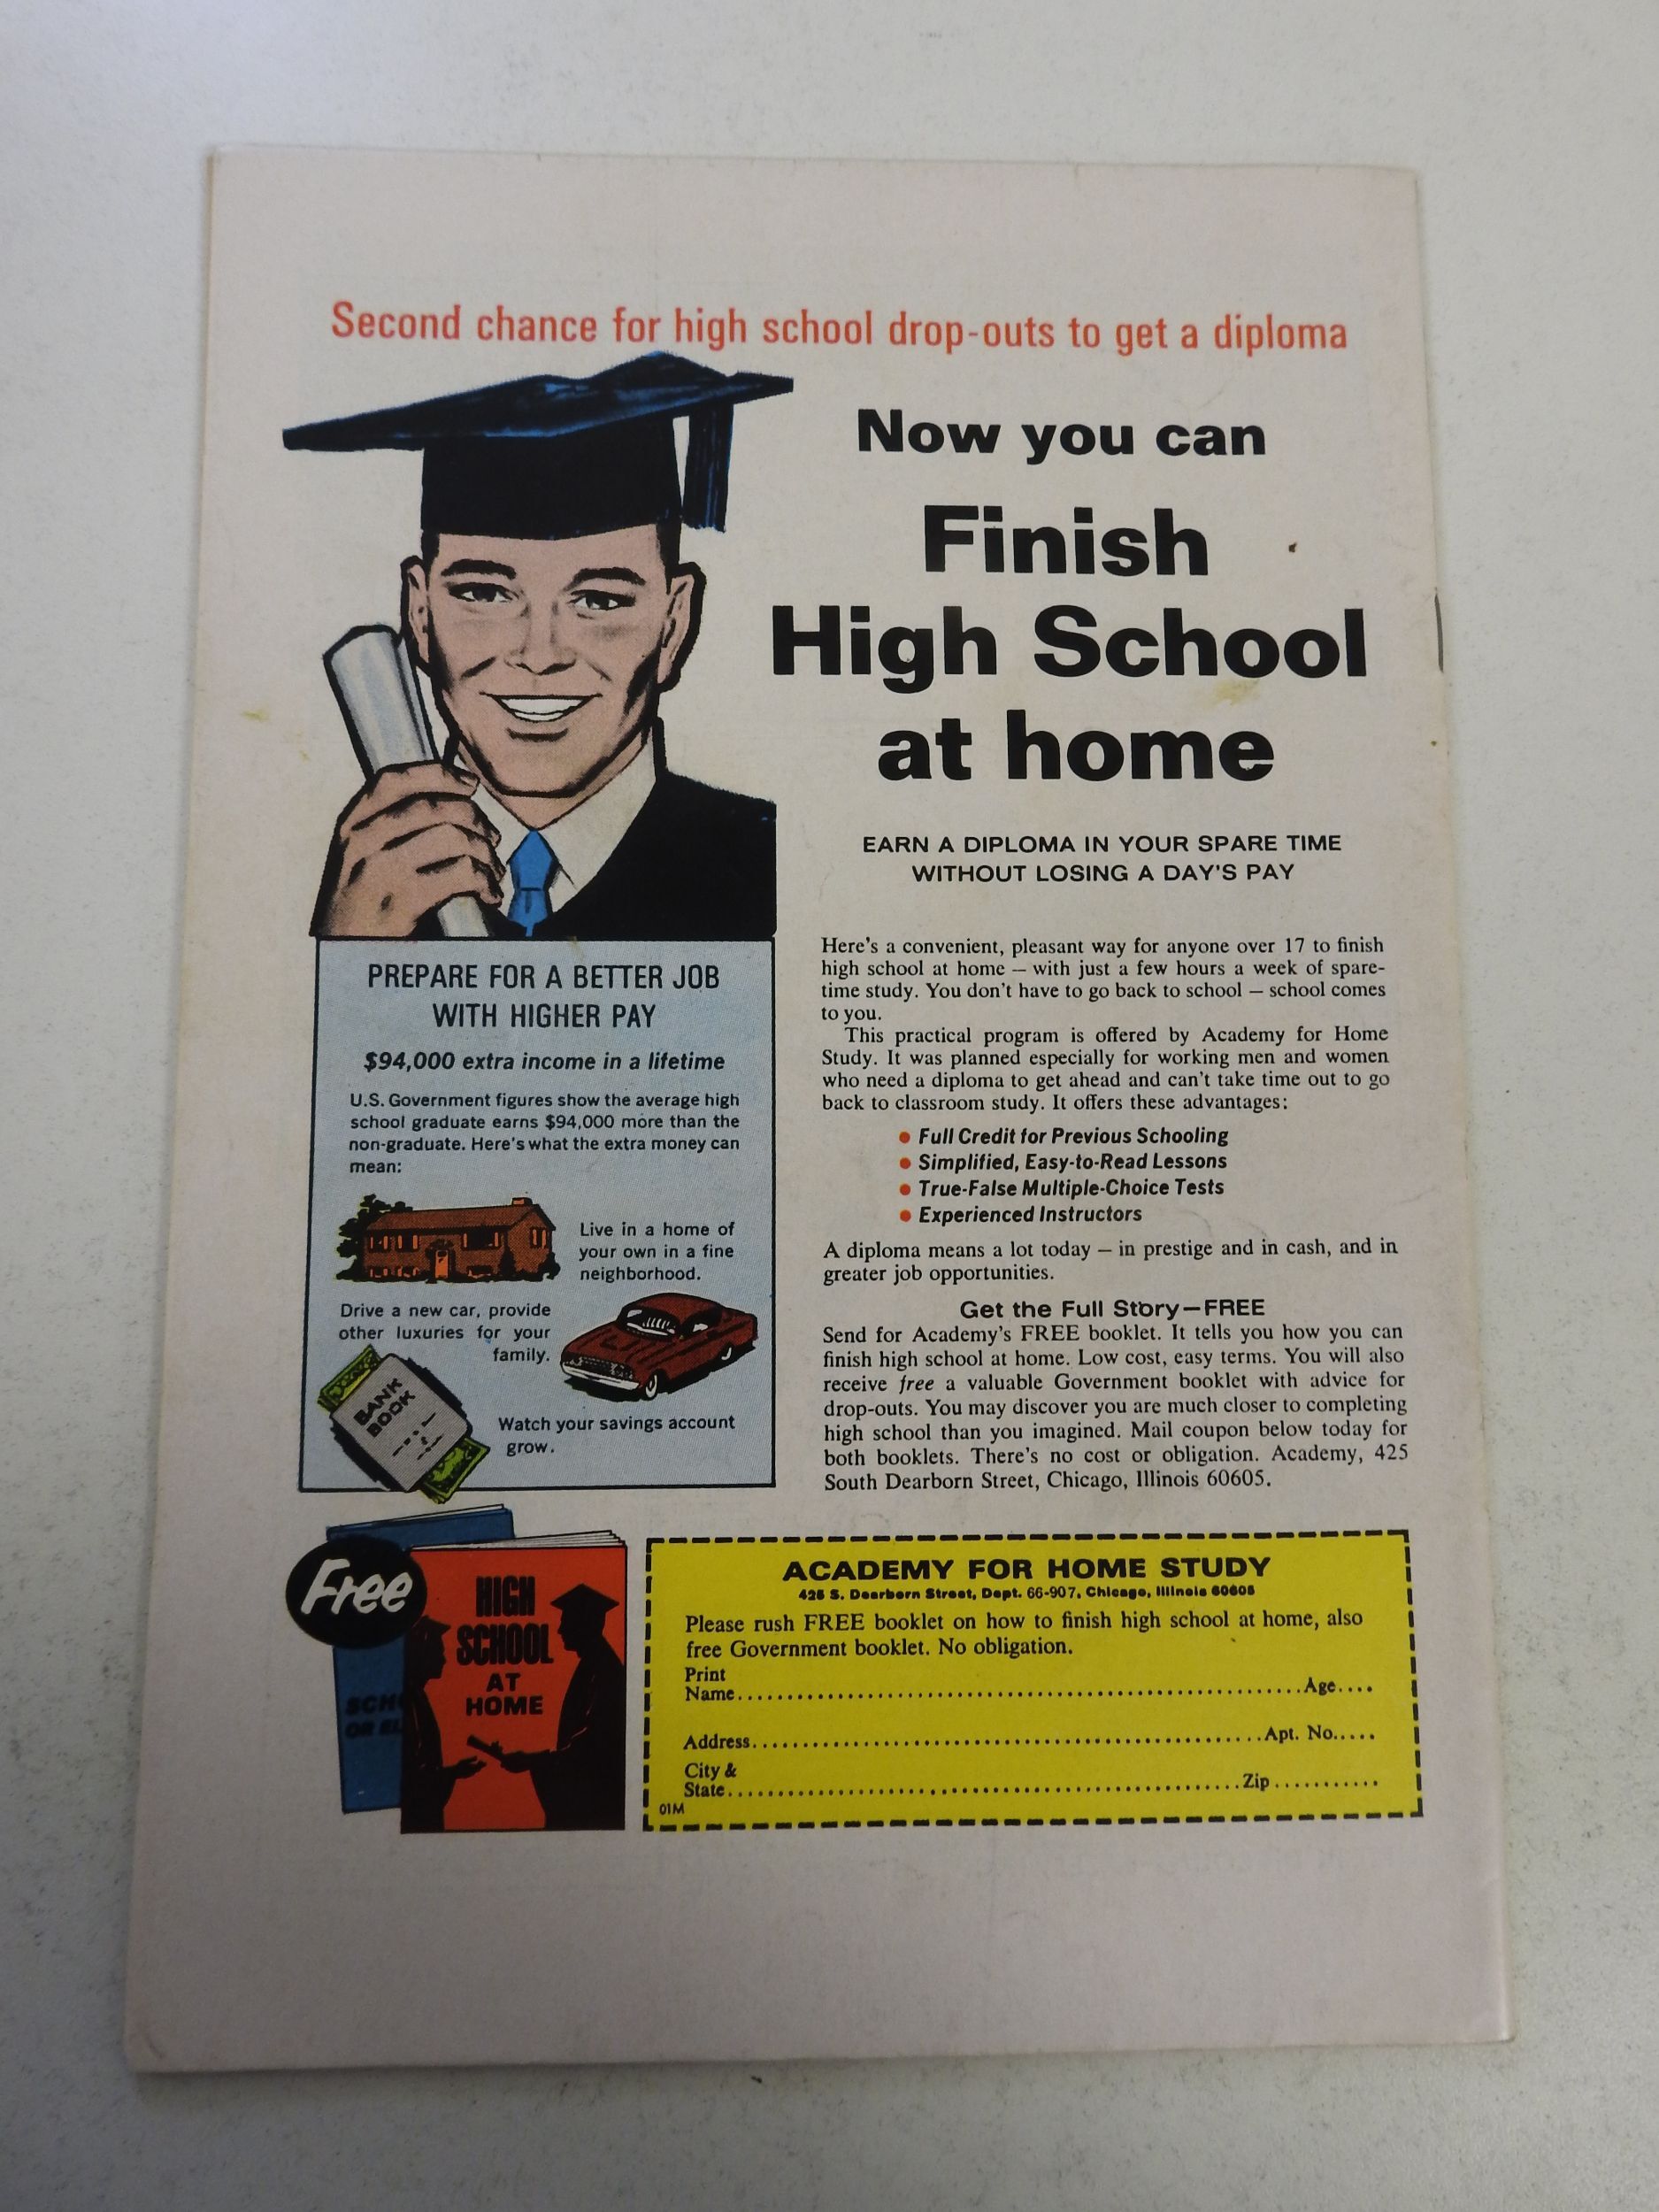 Second chance for high school drop-outs to get a diploma
Now you can
Finish
High School
at home
EARN A DIPLOMA IN YOUR SPARE TIME
WITHOUT LOSING A DAY'S PAY
PREPARE FOR A BETTER JOB
WITH HIGHER PAY
$94,000 extra income in a lifetime
U.S. Government figures show the average high
school graduate earns $94,000 more than the
non-graduate. Here's what the extra money can
mean:
Live in a home of
your own in a fine
neighborhood.
Drive a new car, provide
other luxuries for your
family.
BANK
BOOK
Watch your savings account
grow.
Here's a convenient, pleasant way for anyone over 17 to finish
high school at home — with just a few hours a week of spare-
time study. You don't have to go back to school — school comes
to you.
This practical program is offered by Academy for Home
Study. It was planned especially for working men and women
who need a diploma to get ahead and can't take time out to go
back to classroom study. It offers these advantages:
• Full Credit for Previous Schooling
• Simplified, Easy-to-Read Lessons
• True-False Multiple-Choice Tests
• Experienced Instructors
A diploma means a lot today — in prestige and in cash, and in
greater job opportunities.
Get the Full Story—FREE
Send for Academy's FREE booklet. It tells you how you can
finish high school at home. Low cost, easy terms. You will also
receive free a valuable Government booklet with advice for
drop-outs. You may discover you are much closer to completing
high school than you imagined. Mail coupon below today for
both booklets. There's no cost or obligation. Academy, 425
South Dearborn Street, Chicago, Illinois 60605.
Free
HIGH
SCHOOL
AT
HOME
ACADEMY FOR HOME STUDY
425 S. Dearborn Street, Dept. 66-907, Chicago, Illinois 60605
Please rush FREE booklet on how to finish high school at home, also
free Government booklet. No obligation.
Print
Name.......................................................Age....
Address...................................................Apt. No.....
City &
State...................................................Zip...........
01M